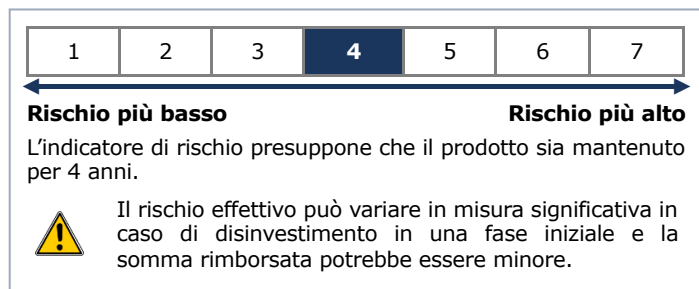 1 2 3 4 5 6 7
Rischio più basso Rischio più alto
L'indicatore di rischio presuppone che il prodotto sia mantenuto
per 4 anni.
Il rischio effettivo può variare in misura significativa in
caso di disinvestimento in una fase iniziale e la
somma rimborsata potrebbe essere minore.